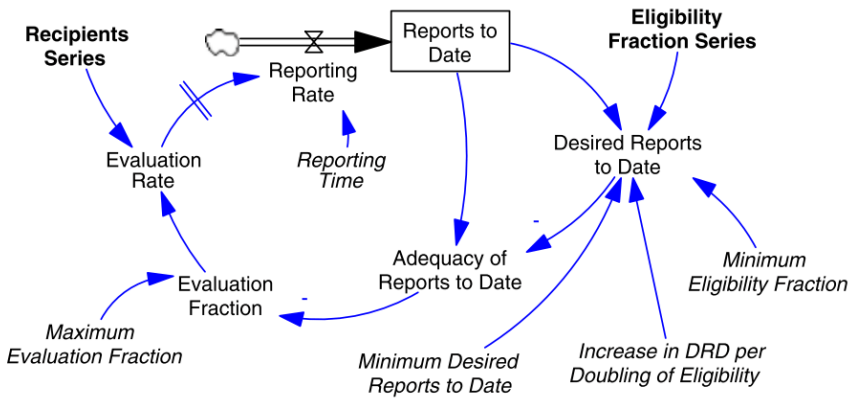 Recipients
Series
Reports to
Date
Eligibility
Fraction Series
Reporting
Rate
Evaluation
Rate
Reporting
Time
Desired Reports
to Date
-
Adequacy of
Reports to Date
Minimum
Eligibility Fraction
Evaluation
Fraction
-
Maximum
Evaluation Fraction
Minimum Desired
Reports to Date
Increase in DRD per
Doubling of Eligibility